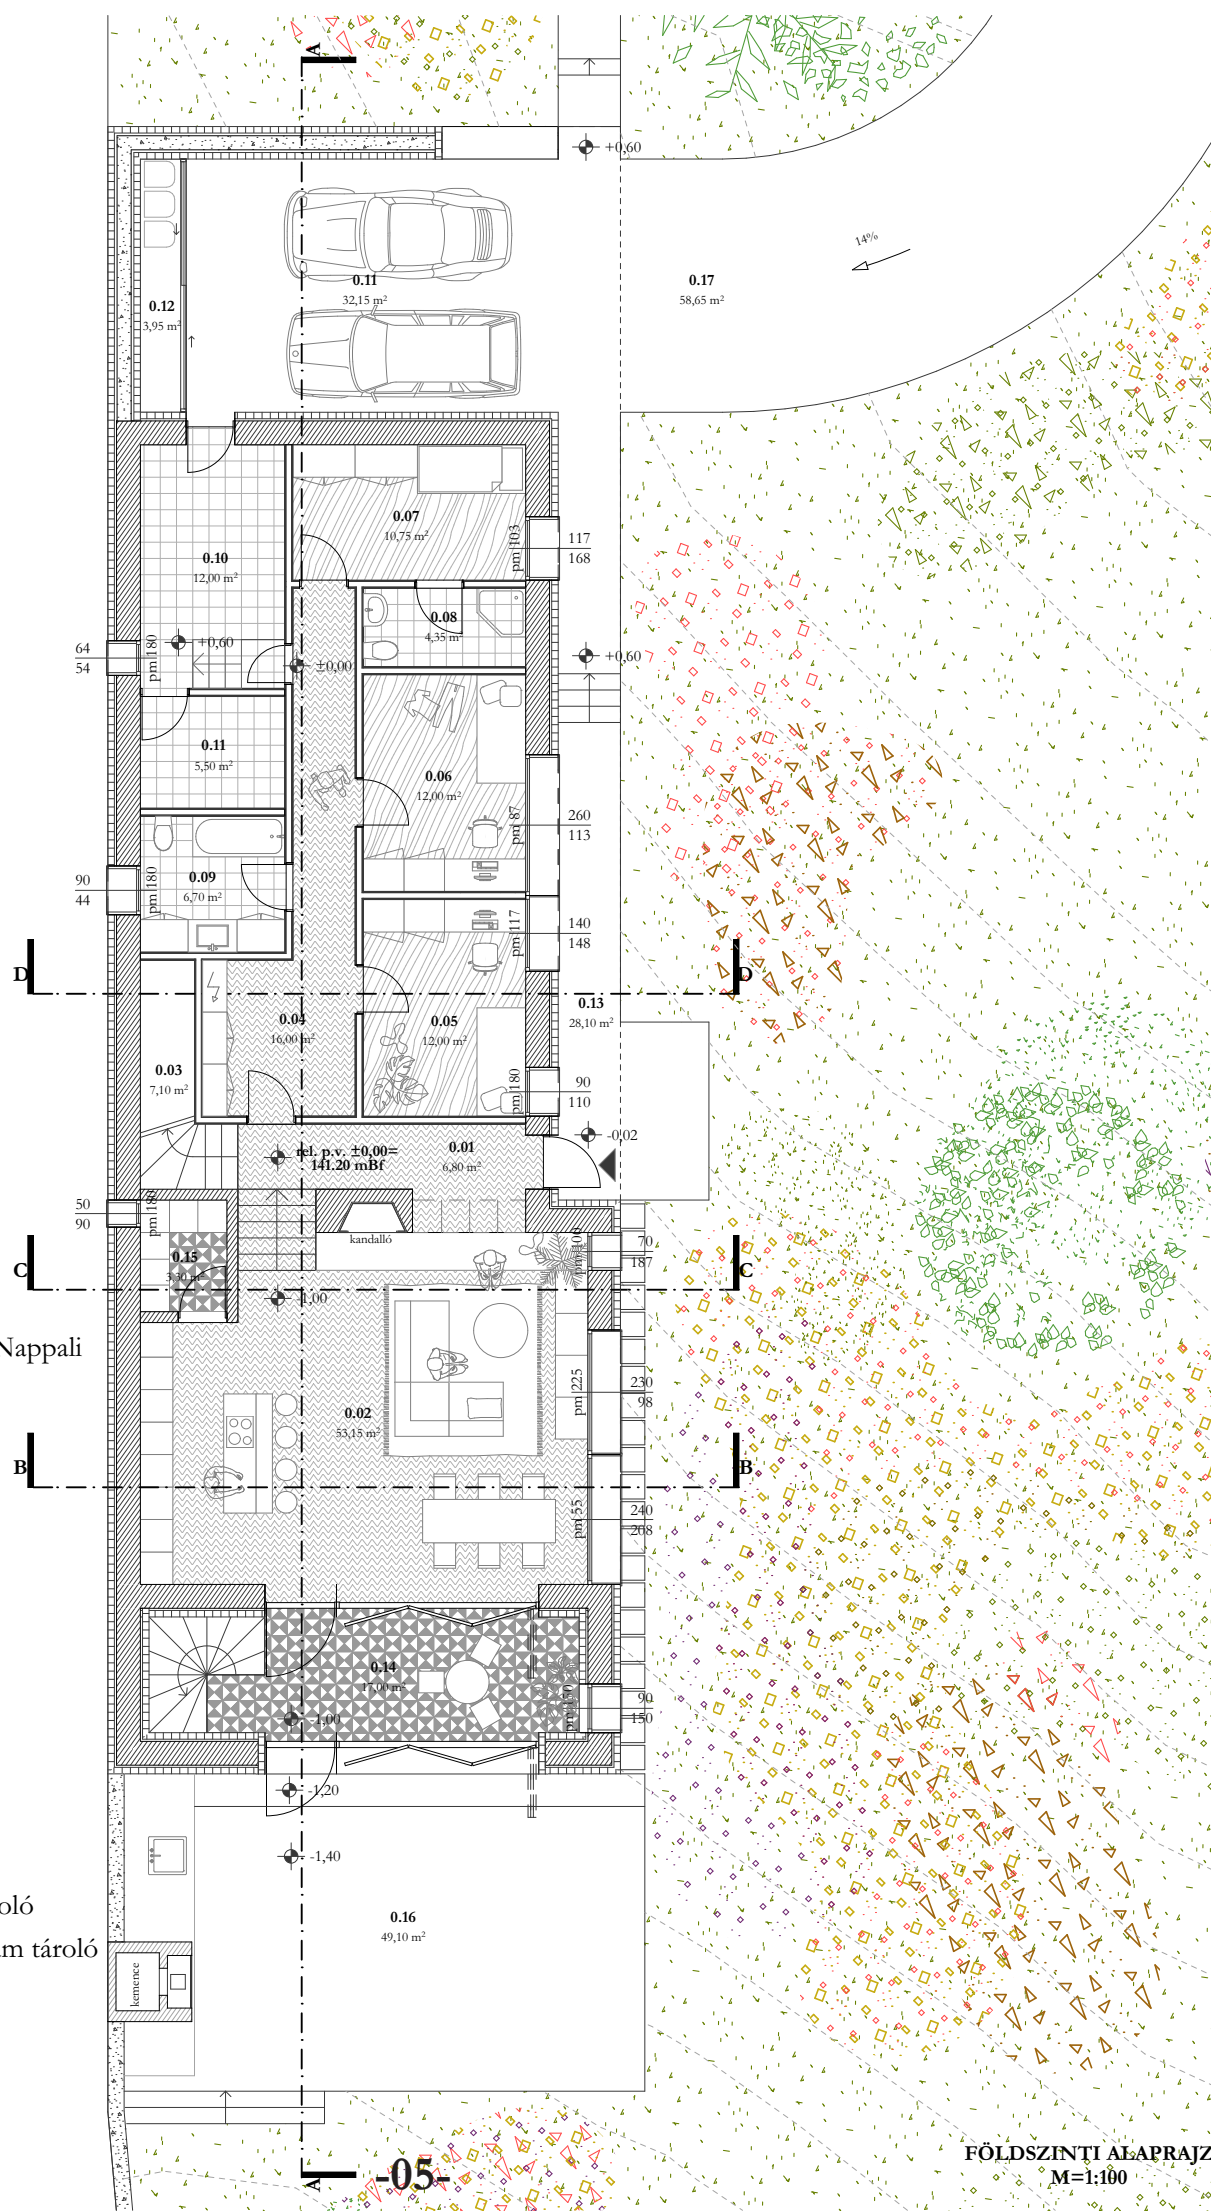 A
+0,60
14%
0.11
32,15 m²
0.17
58,65 m²
0.12
3,95 m²
0.07
10,75 m²
pm 103
117
168
0.10
12,00 m²
0.08
4,35 m²
64
54
pm 180
+0,60
±0,00
+0,60
0.11
5,50 m²
0.06
12,00 m²
pm 87
260
113
0.09
6,70 m²
90
44
pm 180
pm 117
140
148
D
D
0.13
28,10 m²
0.04
16,00 m²
0.05
12,00 m²
0.03
7,10 m²
pm 180
90
110
-0,02
rel. p.v. ±0,00=
141.20 mBf
0.01
6,80 m²
50
90
pm 180
kandalló
pm 100
70
187
0.15
3,30 m²
C
C
-1,00
Nappali
pm 225
230
98
0.02
53,15 m²
B
B
pm 55
240
208
0.14
17,00 m²
pm 150
90
150
-1,00
-1,20
-1,40
oló
0.16
49,10 m²
m tároló
kemence
A
-05-
FÖLDSZINTI ALAPRAJZ
M=1:100